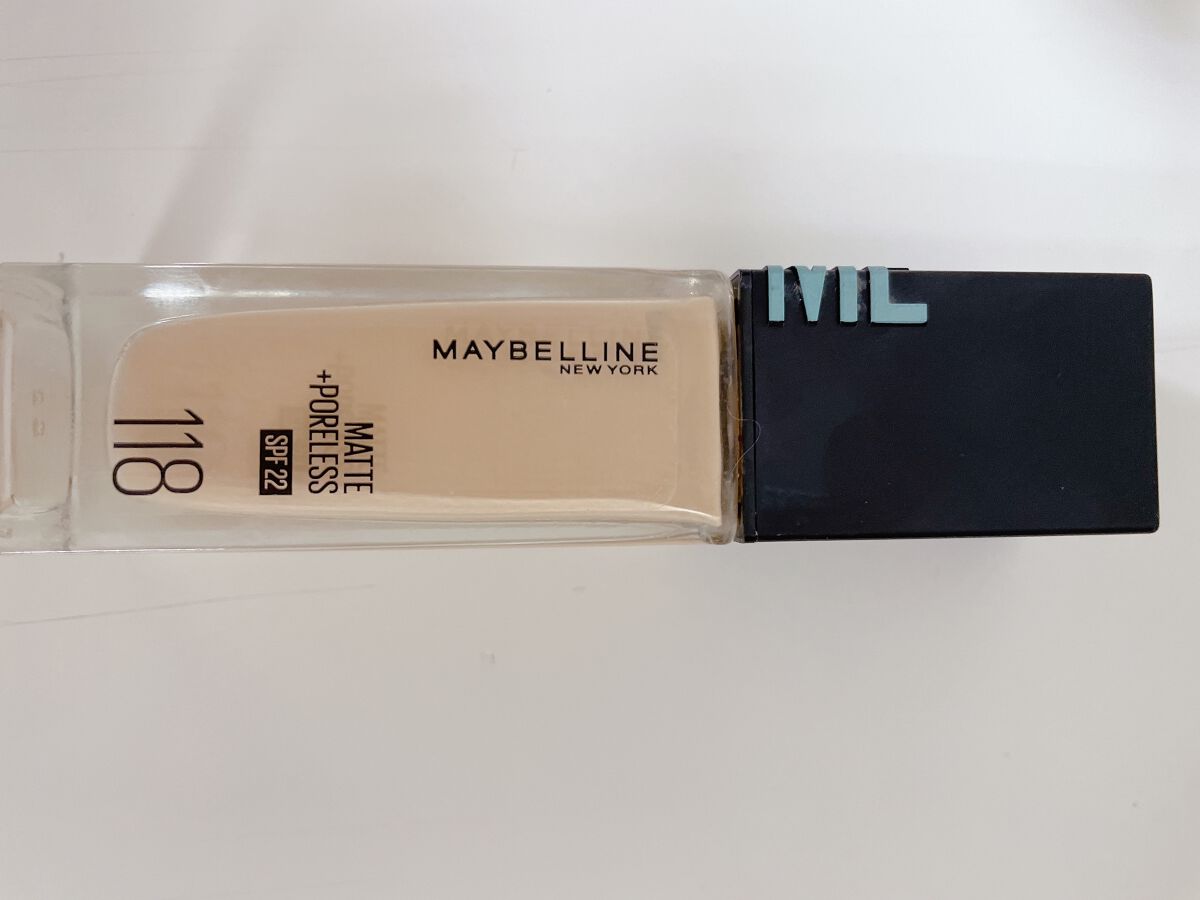 MAYBELLINE
NEW YORK
MATTE
+PORELESS
SPF 22
118